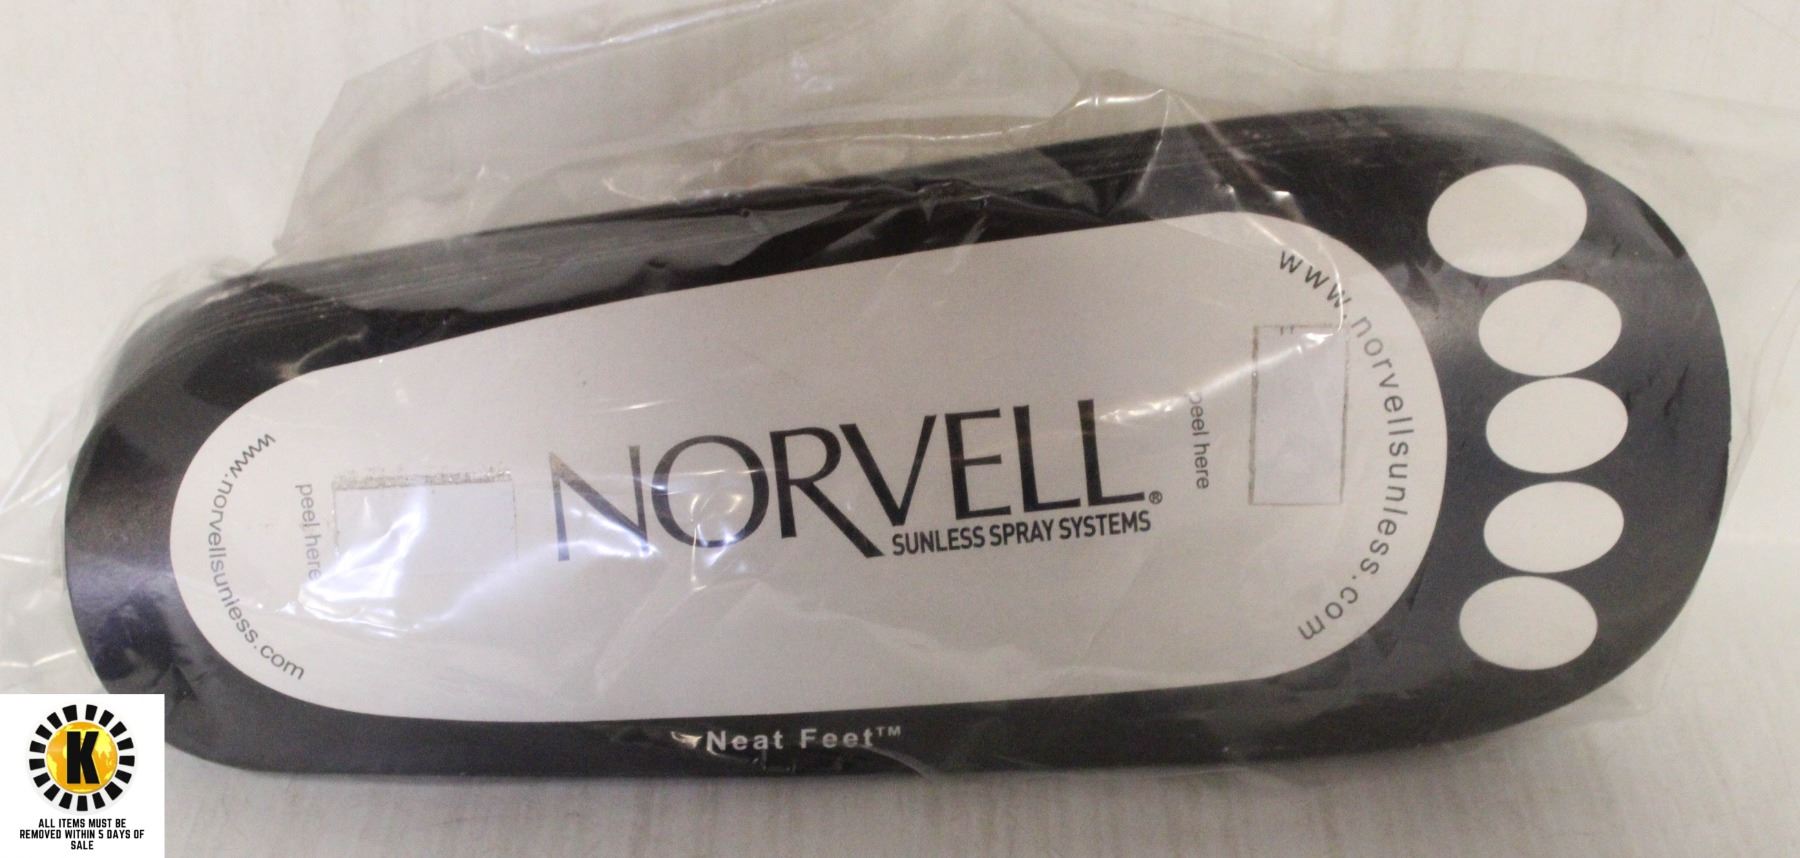 www.norvellsunless.com
peel here
NORVELL®
SUNLESS SPRAY SYSTEMS
peel here
www.norvellsunless.com
Neat Feet™
K
ALL ITEMS MUST BE
REMOVED WITHIN 5 DAYS OF
SALE